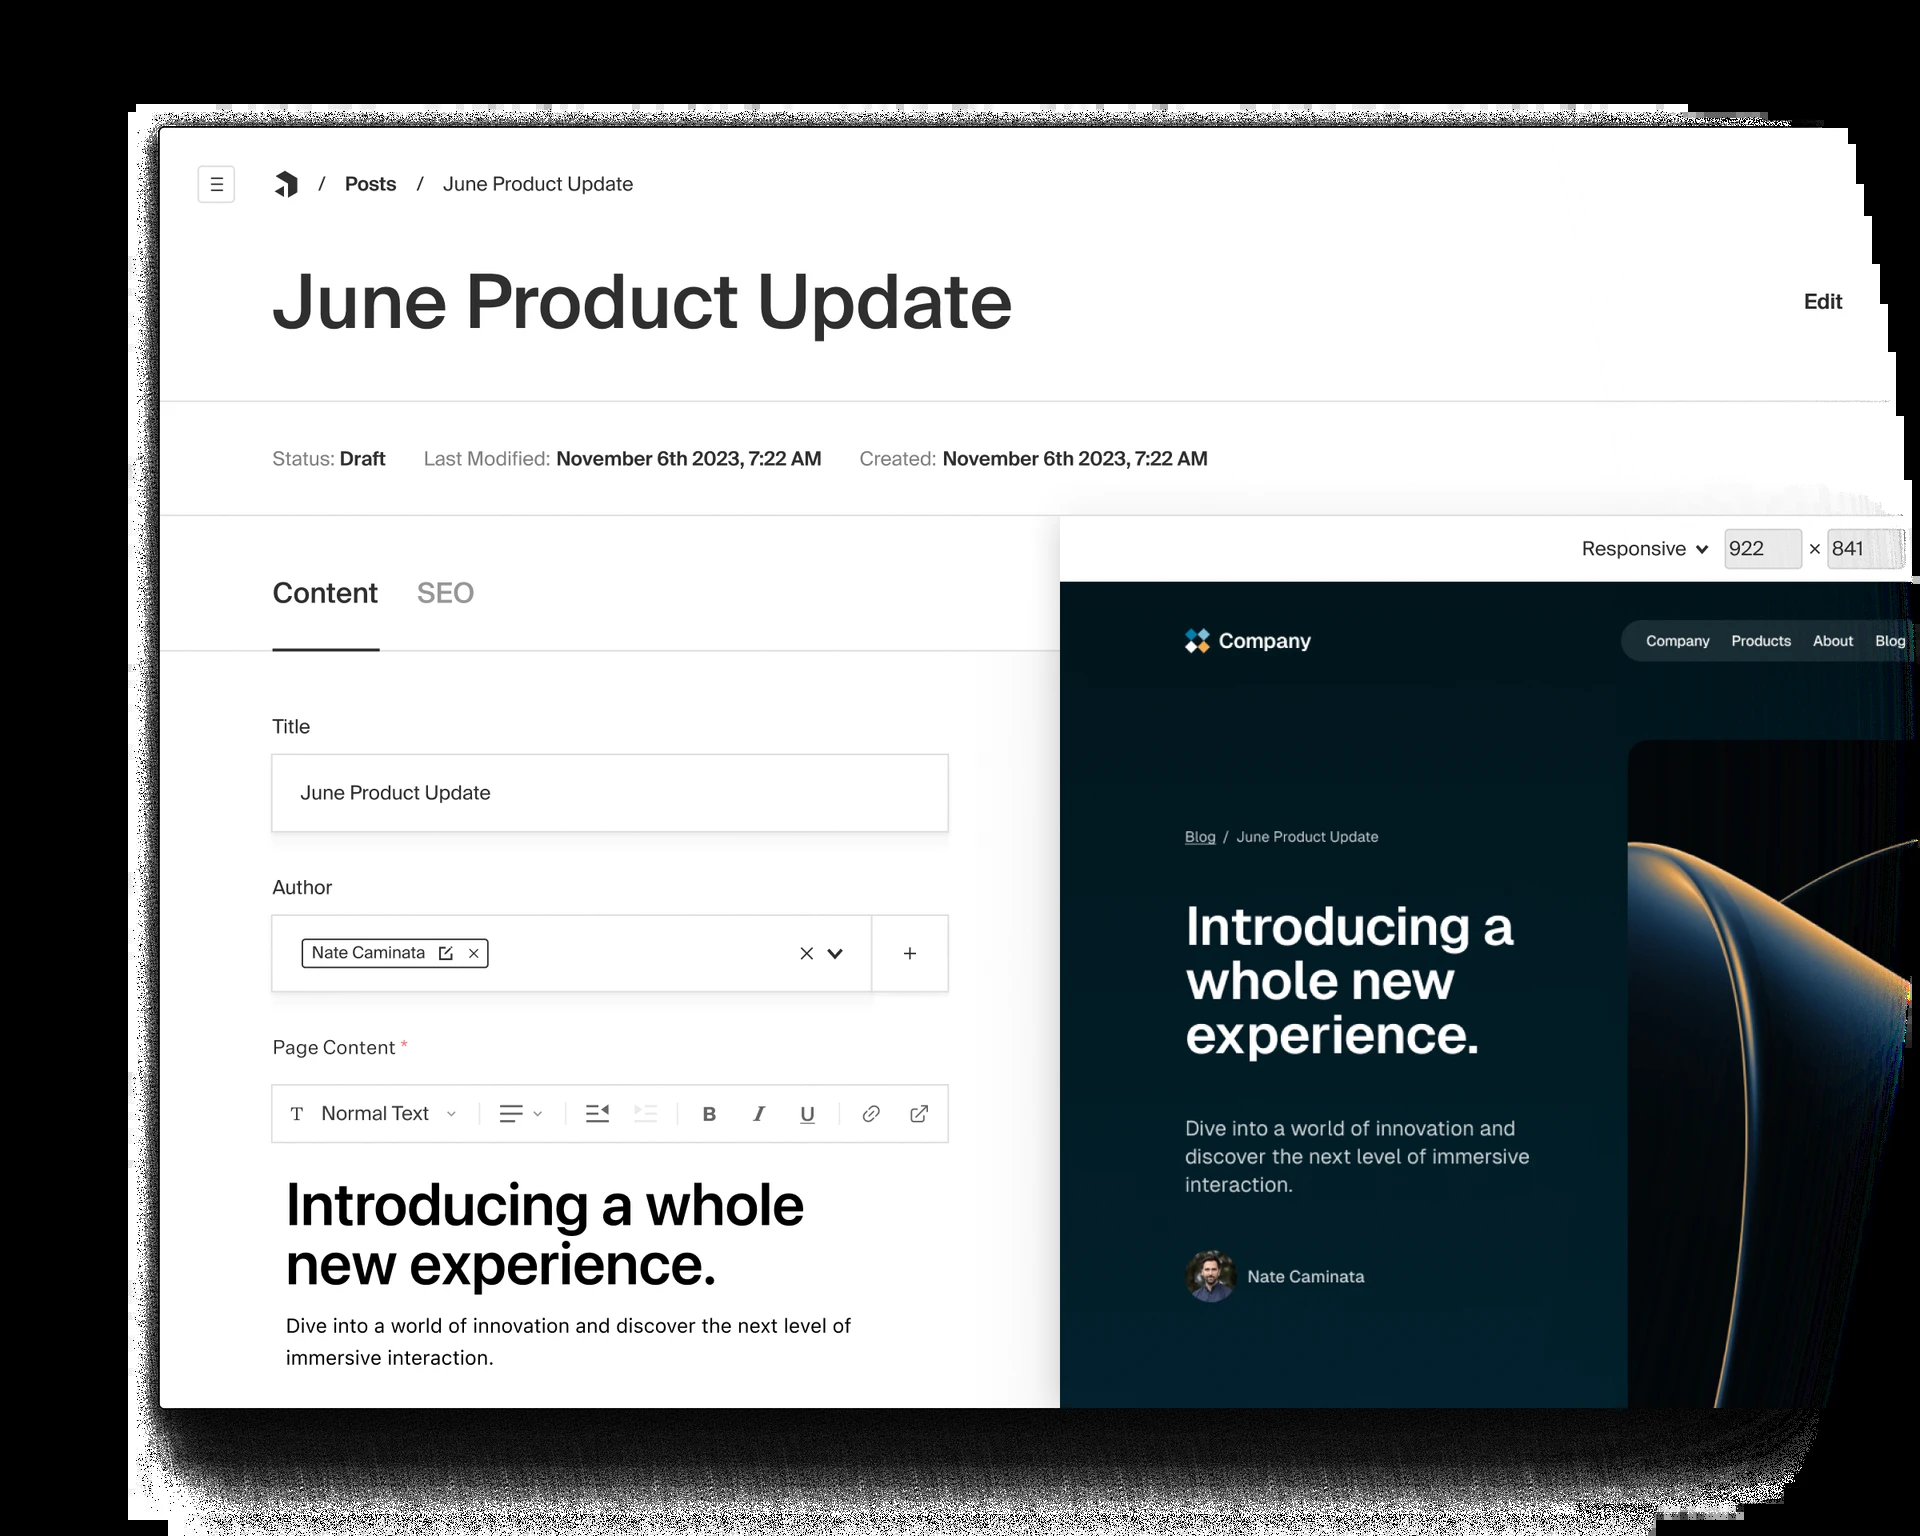 / Posts / June Product Update
June Product Update
Edit
Status: Draft Last Modified: November 6th 2023, 7:22 AM Created: November 6th 2023, 7:22 AM
Content SEO
Title
June Product Update
Author
Nate Caminata
Page Content *
T Normal Text B I U
Introducing a whole
new experience.
Dive into a world of innovation and discover the next level of
immersive interaction.
Responsive 922 × 841
Company
Company Products About Blog
Blog / June Product Update
Introducing a
whole new
experience.
Dive into a world of innovation and
discover the next level of immersive
interaction.
Nate Caminata